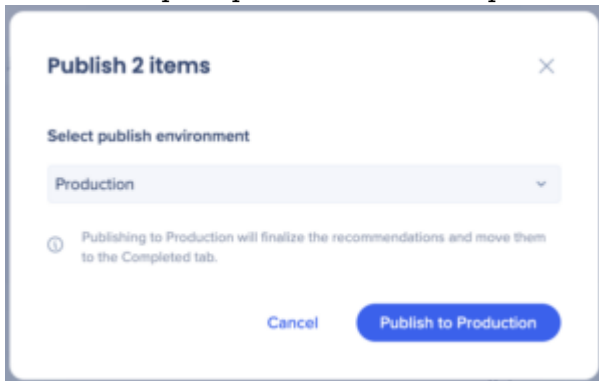 Publish 2 items
Select publish environment
Production
Publishing to Production will finalize the recommendations and move them
to the Completed tab.
Cancel
Publish to Production